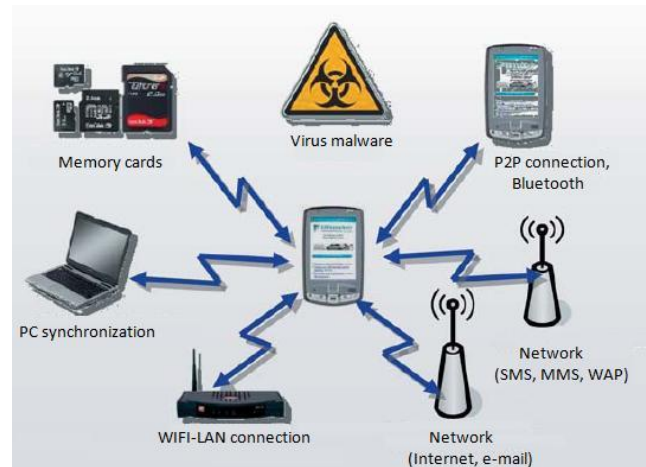 Virus malware
Memory cards
P2P connection,
Bluetooth
PC synchronization
Network
(SMS, MMS, WAP)
WIFI-LAN connection
Network
(Internet, e-mail)